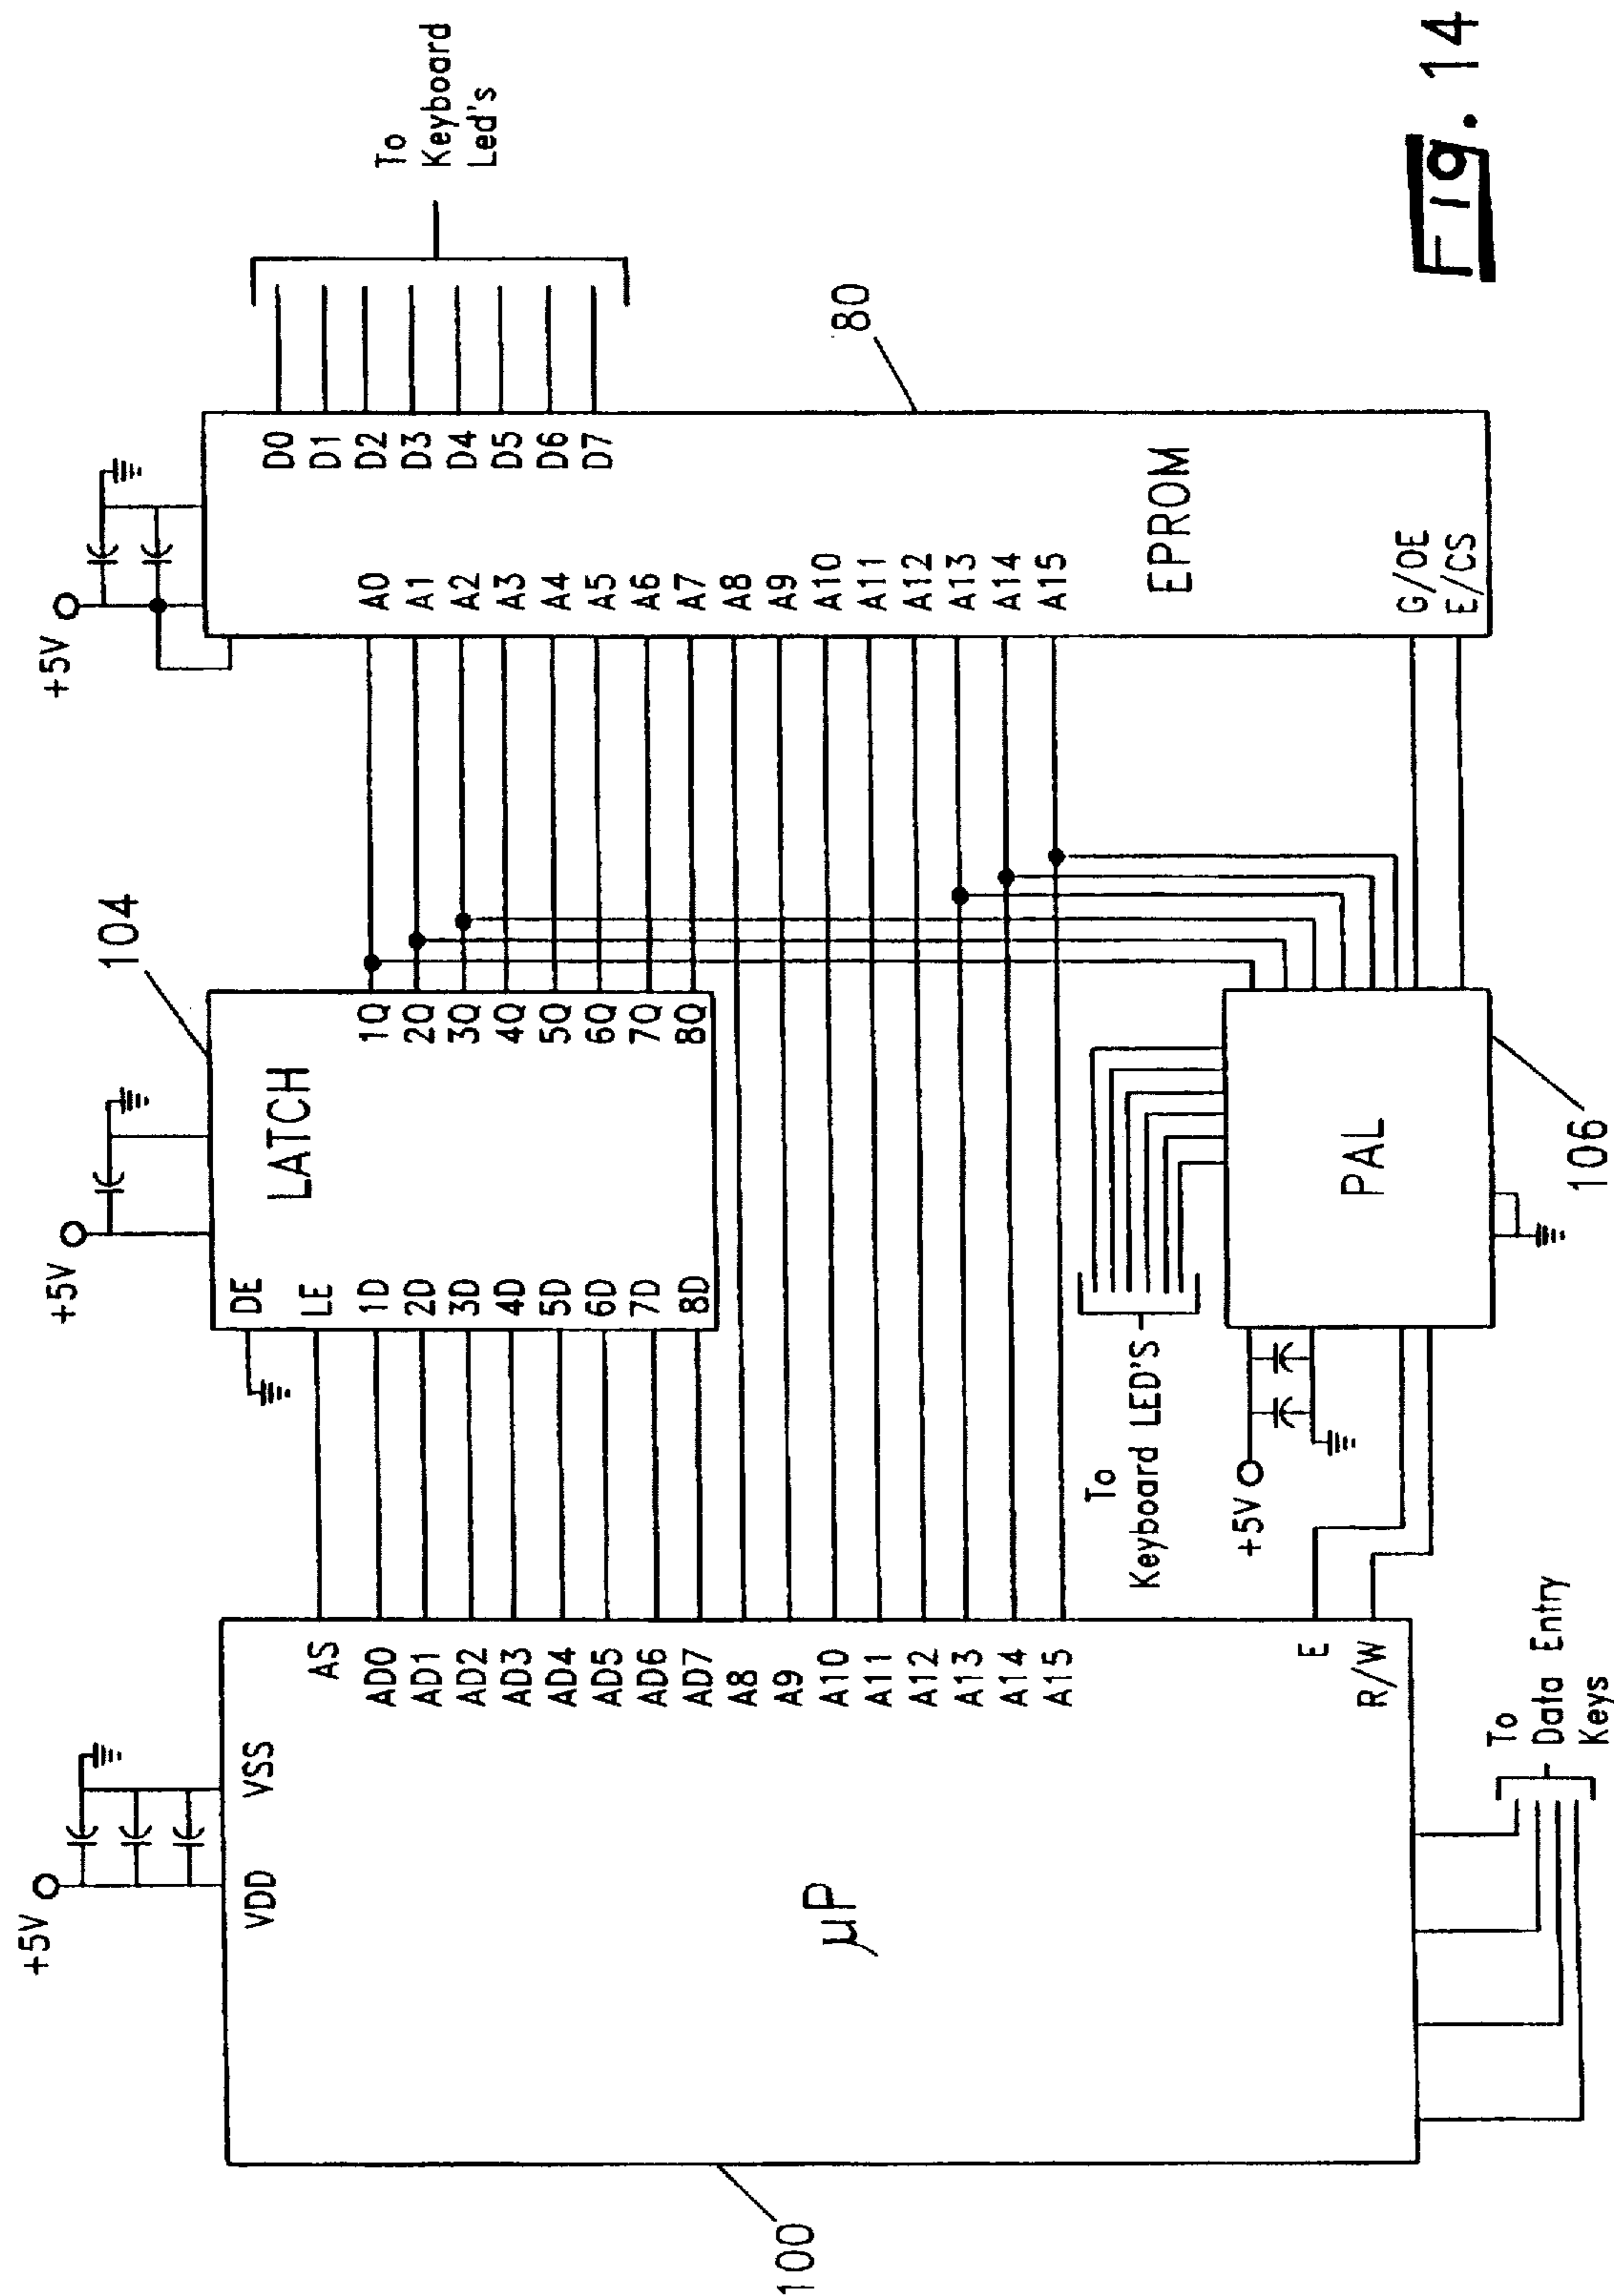 +5V
VDD
VSS
AS
AD0
AD1
AD2
AD3
AD4
AD5
AD6
AD7
A8
A9
A10
A11
A12
A13
A14
A15
E
R/W
µP
100
To
Data Entry
Keys
+5V
104
LATCH
DE
LE
1D
2D
3D
4D
5D
6D
7D
8D
1Q
2Q
3Q
4Q
5Q
6Q
7Q
8Q
To
Keyboard LED'S
+5V
PAL
106
+5V
A0
A1
A2
A3
A4
A5
A6
A7
A8
A9
A10
A11
A12
A13
A14
A15
G/OE
E/CS
D0
D1
D2
D3
D4
D5
D6
D7
EPROM
80
To
Keyboard
Led's
Fig. 14